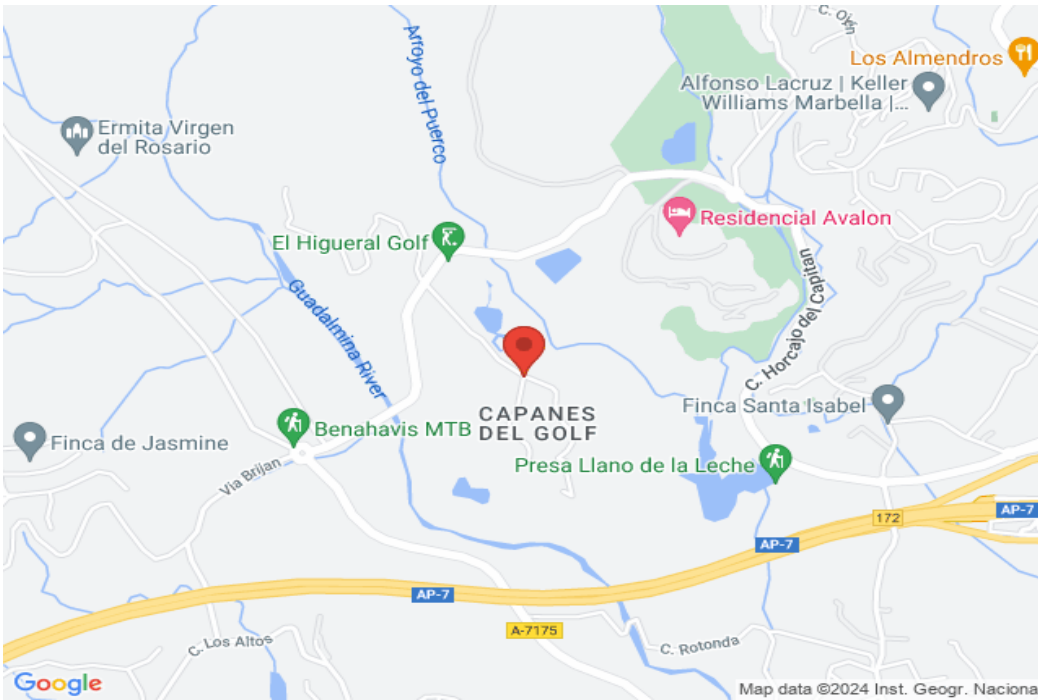 C. Ojén
Los Almendros
Alfonso Lacruz | Keller
Williams Marbella |...
Arroyo del Puerco
Ermita Virgen
del Rosario
Residencial Avalon
El Higueral Golf
Guadalmina River
C. Horcajo del Capitan
Finca Santa Isabel
CAPANES
DEL GOLF
Benahavis MTB
Finca de Jasmine
Presa Llano de la Leche
Via Brijan
172
AP-7
AP-7
AP-7
A-7175
C. Los Altos
C. Rotonda
Google
Map data ©2024 Inst. Geogr. Naciona